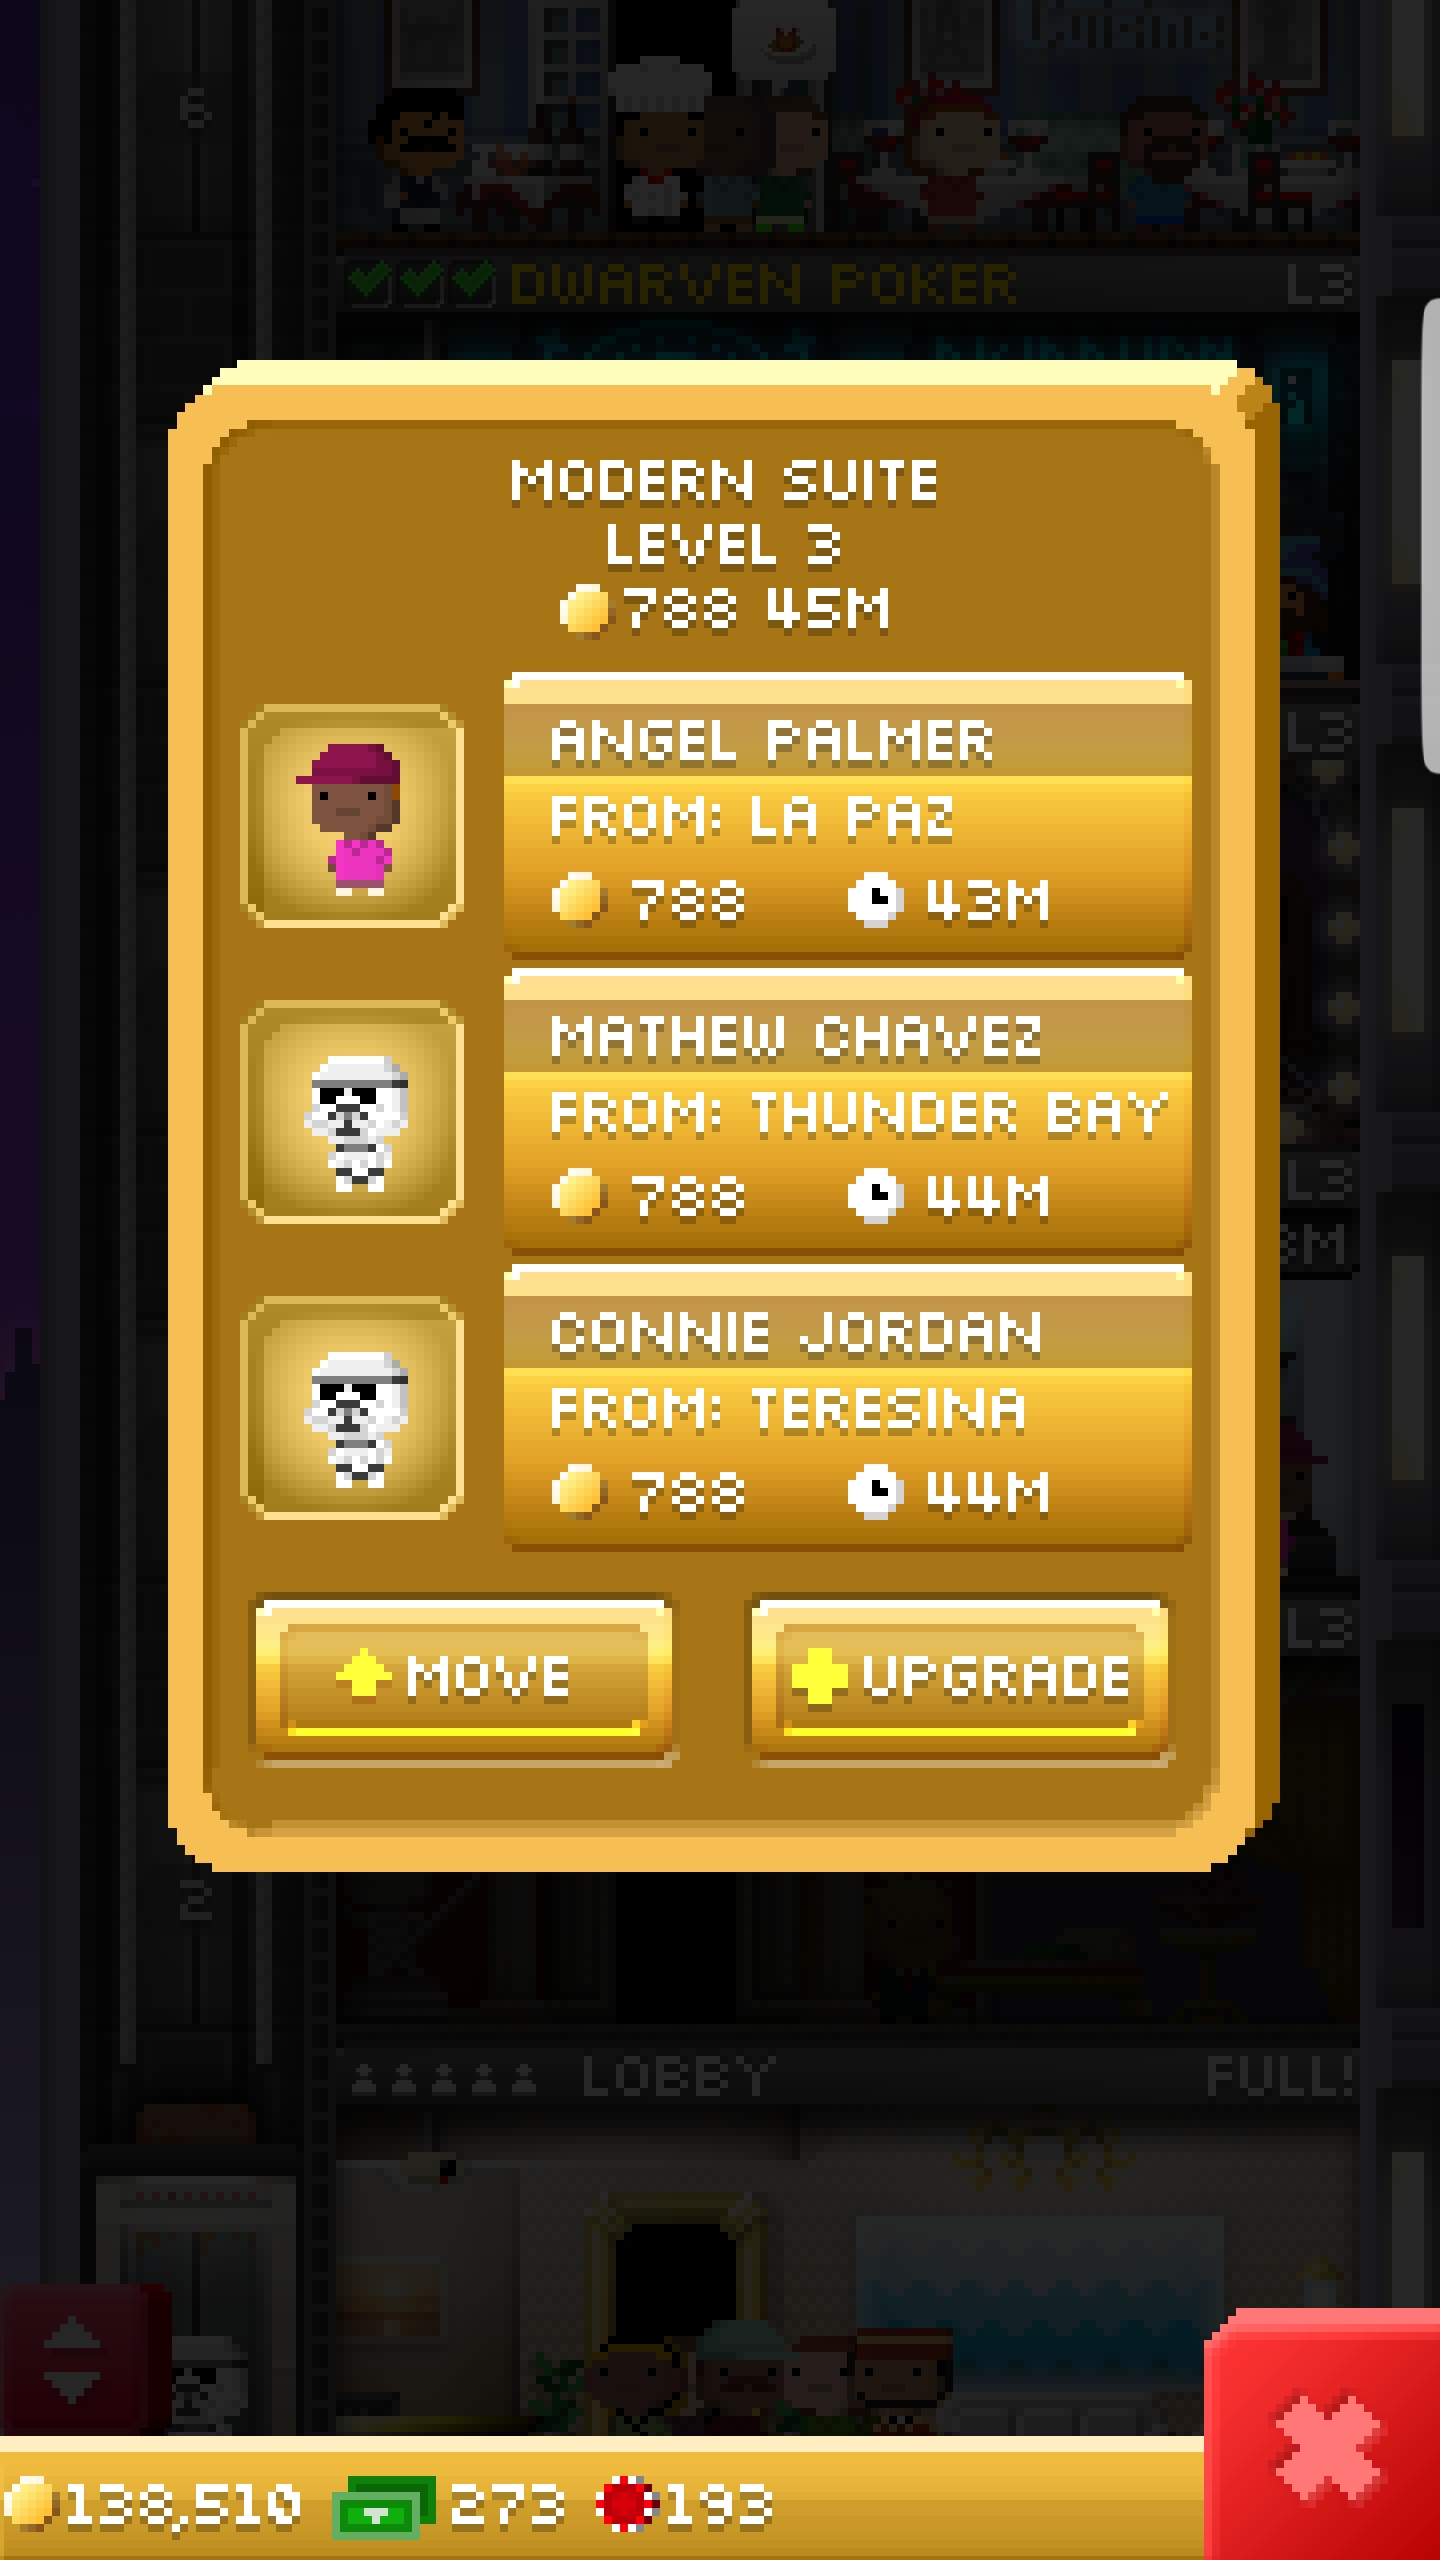 CUISINE
6
DWARVEN POKER L3
MODERN SUITE
LEVEL 3
788 45M
L3
ANGEL PALMER
FROM: LA PAZ
788 43M
MATHEW CHAVEZ
FROM: THUNDER BAY
L3
788 44M
CONNIE JORDAN
FROM: TERESINA
788 44M
L3
MOVE UPGRADE
2
LOBBY FULL!
138,510 273 193